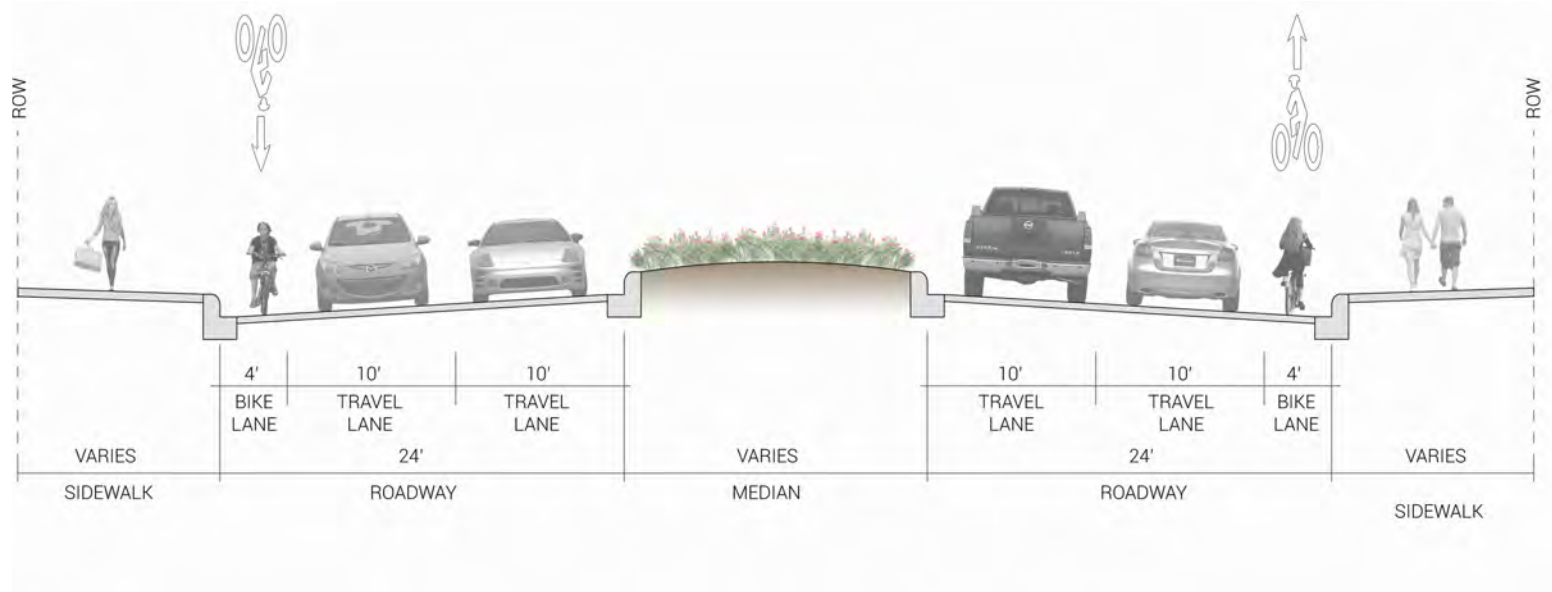 ROW
ROW
4'
10'
10'
10'
10'
4'
BIKE
LANE
TRAVEL
LANE
TRAVEL
LANE
TRAVEL
LANE
TRAVEL
LANE
BIKE
LANE
VARIES
24'
VARIES
24'
VARIES
SIDEWALK
ROADWAY
MEDIAN
ROADWAY
SIDEWALK